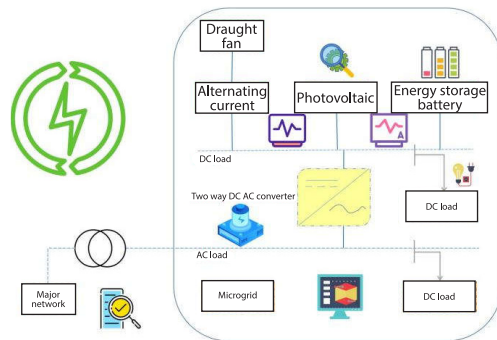 Draught
fan
Alternating
current
Photovoltaic
Energy storage
battery
A
DC load
Two way DC AC converter
DC load
AC load
Major
network
Microgrid
DC load